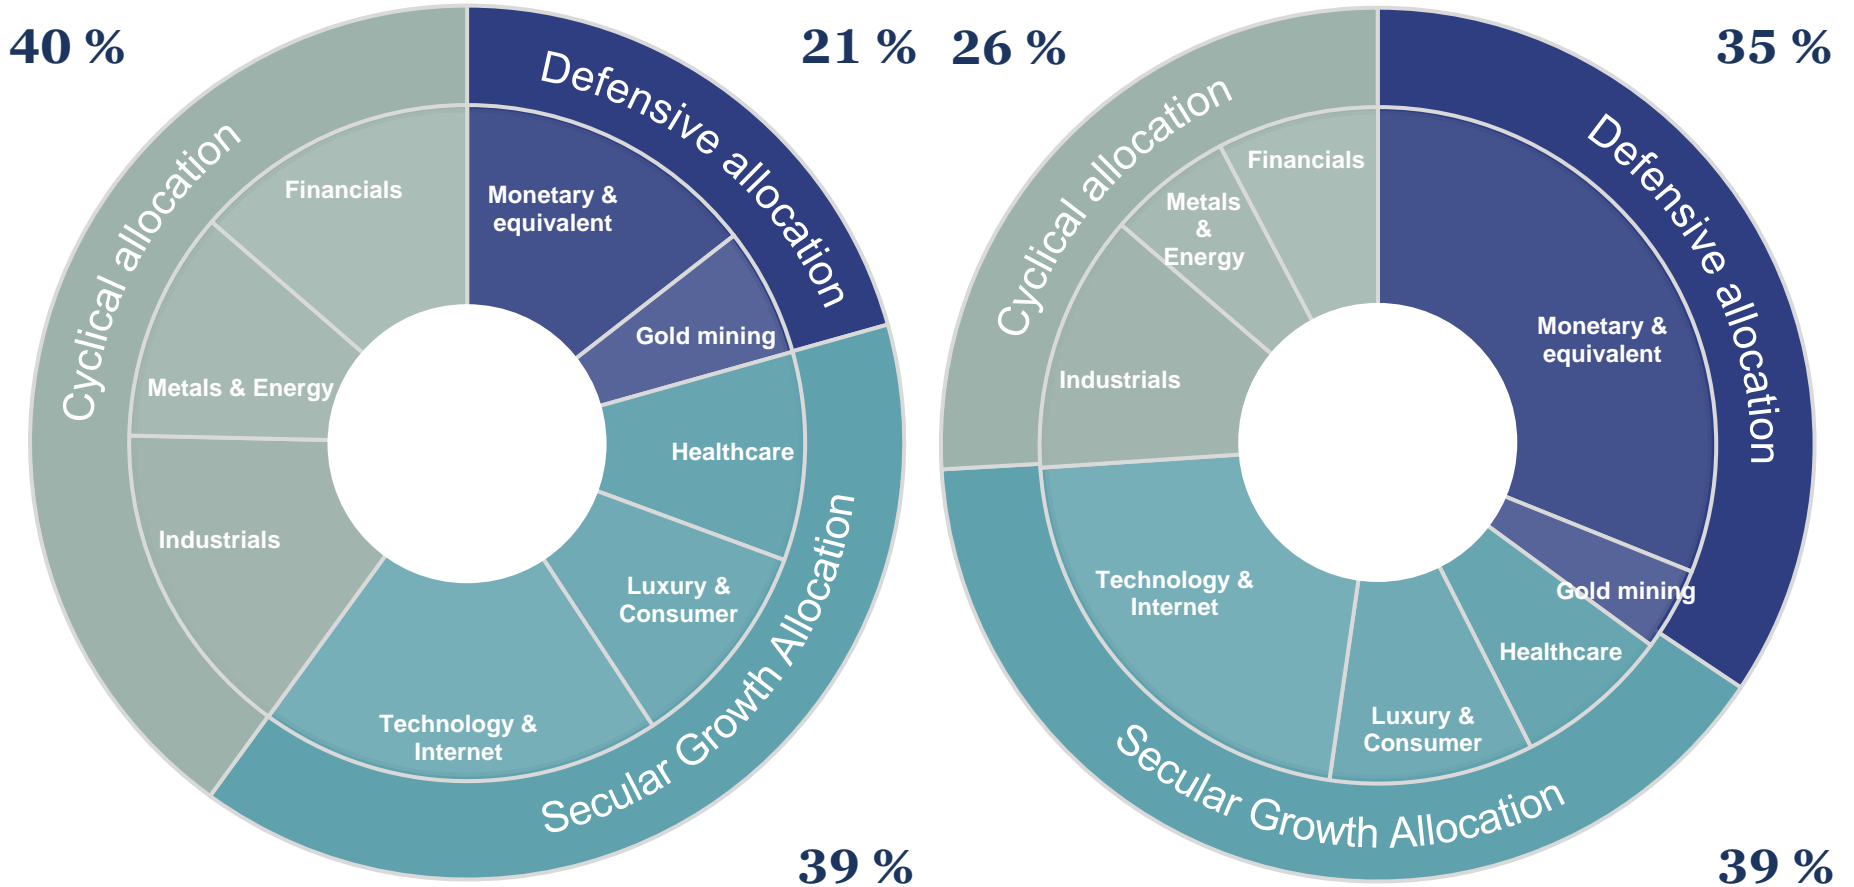 40 %
21 %
Defensive allocation
Cyclical allocation
Financials
Monetary &
equivalent
Gold mining
Metals & Energy
Healthcare
Industrials
Luxury &
Consumer
Technology &
Internet
Secular Growth Allocation
39 %
26 %
35 %
Cyclical allocation
Defensive allocation
Financials
Metals
&
Energy
Monetary &
equivalent
Industrials
Technology &
Internet
Gold mining
Healthcare
Luxury &
Consumer
Secular Growth Allocation
39 %